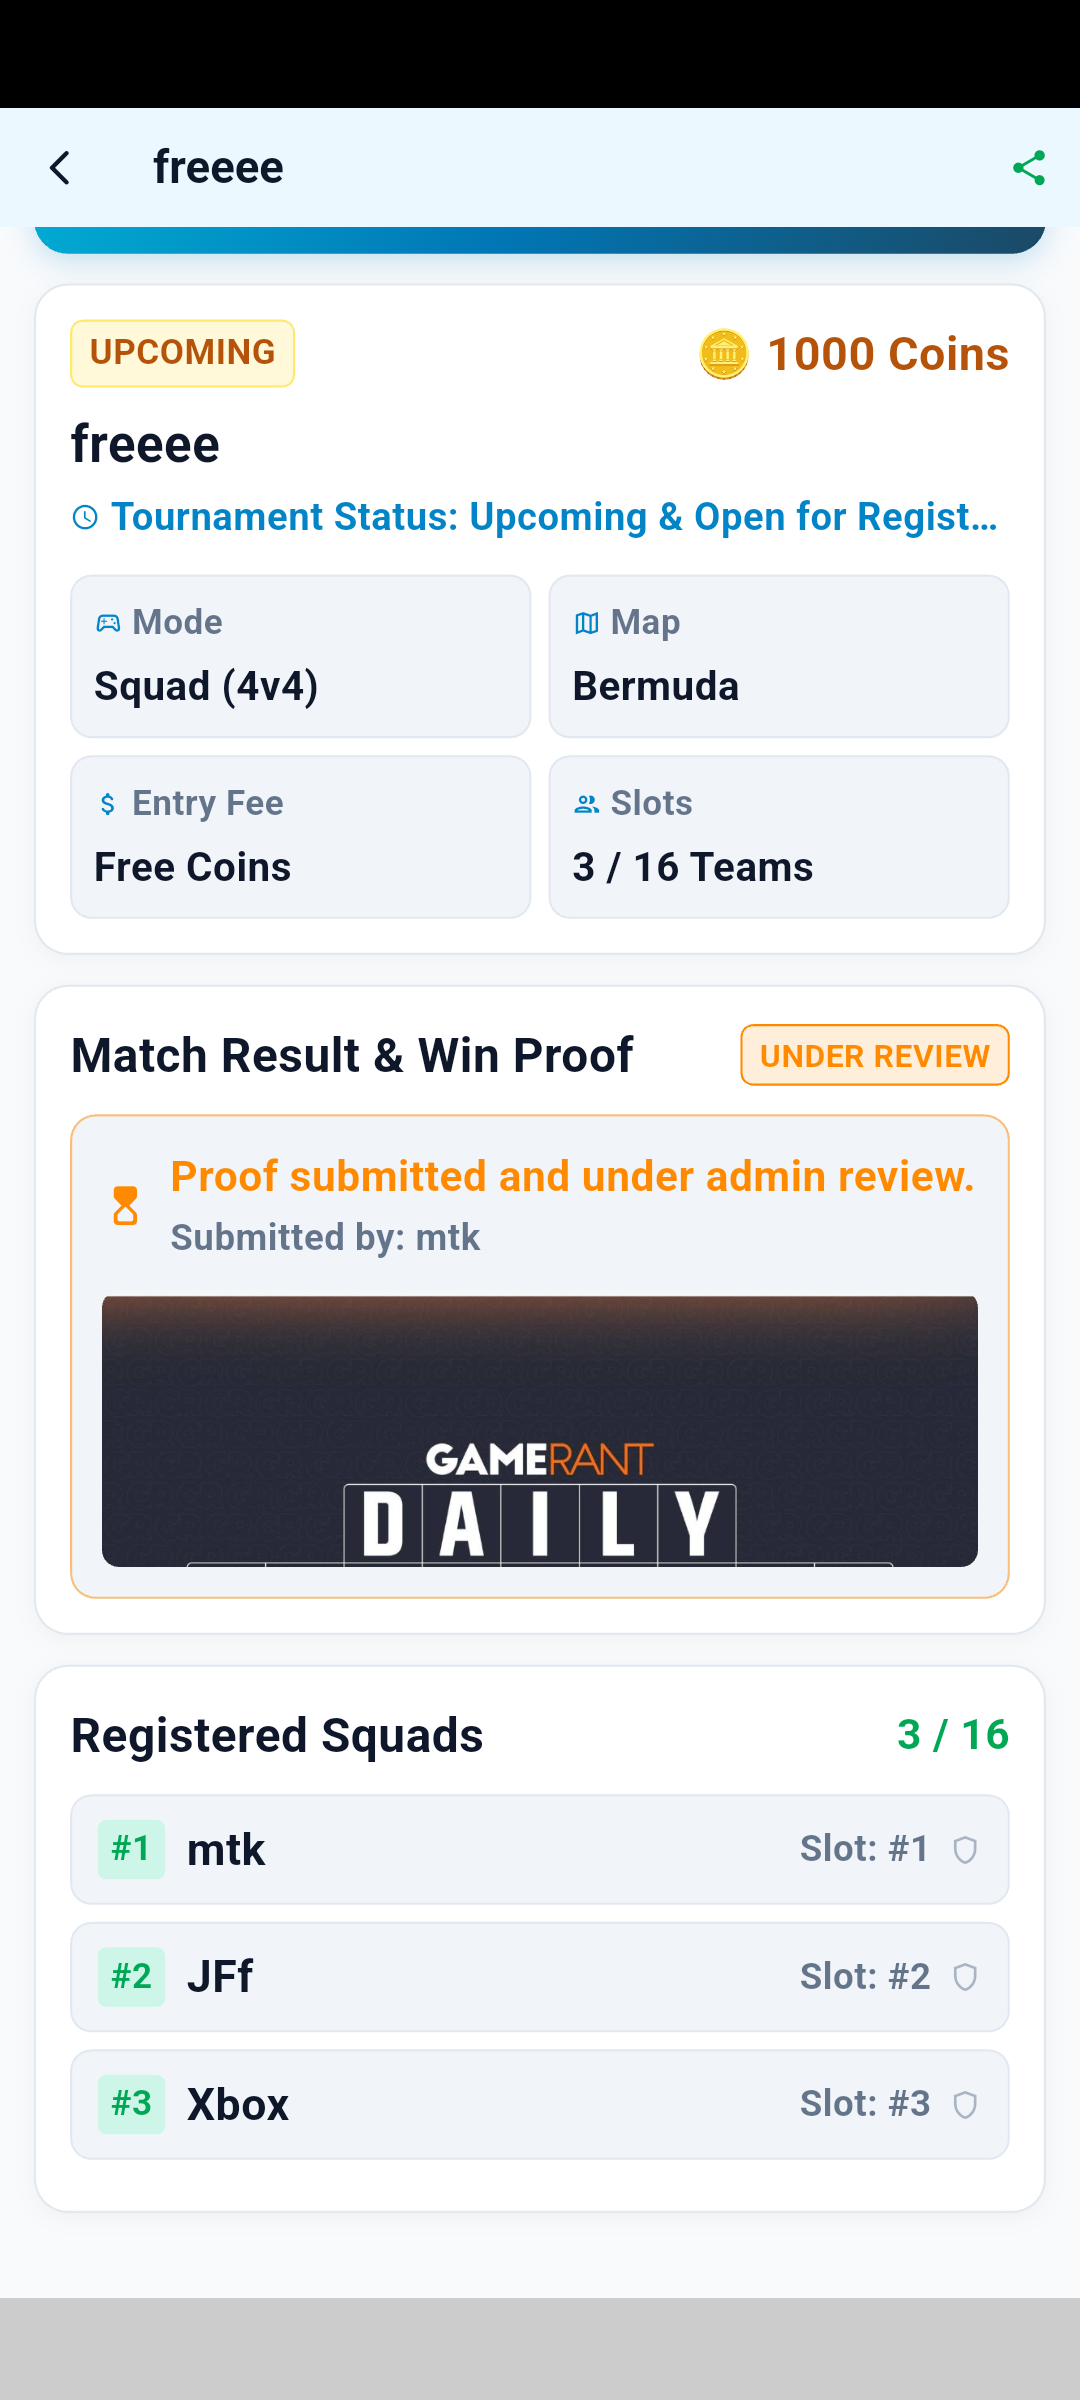 freeee
UPCOMING
1000 Coins
freeee
Tournament Status: Upcoming & Open for Regist...
Mode
Squad (4v4)
Map
Bermuda
Entry Fee
Free Coins
Slots
3 / 16 Teams
Match Result & Win Proof
UNDER REVIEW
Proof submitted and under admin review.
Submitted by: mtk
GAMERANT
DAILY
Registered Squads
3 / 16
#1 mtk Slot: #1
#2 JFf Slot: #2
#3 Xbox Slot: #3